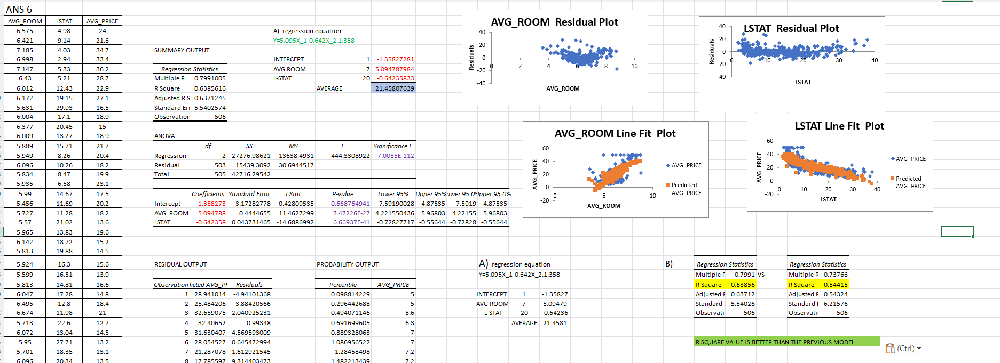 ANS 6
AVG_ROOM LSTAT AVG_PRICE
6.575 4.98 24
6.421 9.14 21.6
7.185 4.03 34.7
6.998 2.94 33.4
7.147 5.33 36.2
6.43 5.21 28.7
6.012 12.43 22.9
6.172 19.15 27.1
5.631 29.93 16.5
6.004 17.1 18.9
6.377 20.45 15
6.009 13.27 18.9
5.889 15.71 21.7
5.949 8.26 20.4
6.096 10.26 18.2
5.834 8.47 19.9
5.935 6.58 23.1
5.99 14.67 17.5
5.456 11.69 20.2
5.727 11.28 18.2
5.57 21.02 13.6
5.965 13.83 19.6
6.142 18.72 15.2
5.813 19.88 14.5
5.924 16.3 15.6
5.599 16.51 13.9
5.813 14.81 16.6
6.047 17.28 14.8
6.495 12.8 18.4
6.674 11.98 21
5.713 22.6 12.7
6.072 13.04 14.5
5.95 27.71 13.2
5.701 18.35 13.1
6.096 20.34 13.5
SUMMARY OUTPUT
Regression Statistics
Multiple R 0.7991005
R Square 0.6385616
Adjusted R S 0.6371245
Standard Err 5.5402574
Observation 506
A) regression equation
Y=5.095X_1-0.642X_2.1.358
INTERCEPT 1 -1.35827281
AVG ROOM 7 5.094787984
L-STAT 20 -0.64235833
AVERAGE 21.45807639
ANOVA
df SS MS F Significance F
Regression 2 27276.98621 13638.4931 444.3308922 7.0085E-112
Residual 503 15439.3092 30.6944517
Total 505 42716.29542
Coefficients Standard Error t Stat P-value Lower 95% Upper 95% ower 95.0% pper 95.0%
Intercept -1.358273 3.17282778 -0.42809535 0.668764941 -7.59190028 4.87535 -7.5919 4.87535
AVG_ROOM 5.094788 0.4444655 11.4627299 3.47226E-27 4.221550436 5.96803 4.22155 5.96803
LSTAT -0.642358 0.043731465 -14.6886992 6.66937E-41 -0.72827717 -0.55644 -0.72828 -0.55644
RESIDUAL OUTPUT
Observation licted AVG_PI Residuals
1 28.941014 -4.94101368
2 25.484206 -3.88420566
3 32.659075 2.040925231
4 32.40652 0.99348
5 31.630407 4.569593009
6 28.054527 0.645472994
7 21.287078 1.612921545
8 17.785597 9.314403473
PROBABILITY OUTPUT
Percentile AVG_PRICE
0.098814229 5
0.296442688 5
0.494071146 5.6
0.691699605 6.3
0.889328063 7
1.086956522 7
1.28458498 7.2
1.482213439 7.2
AVG_ROOM Residual Plot
Residuals
40
20
0
-20
-40
0 2 4 6 8 10
AVG_ROOM
LSTAT Residual Plot
Residuals
40
20
0
-20
-40
0 10 20 30 40
LSTAT
AVG_ROOM Line Fit Plot
AVG_PRICE
60
40
20
0
-20
0 5 10
AVG_ROOM
AVG_PRICE
Predicted
AVG_PRICE
LSTAT Line Fit Plot
AVG_PRICE
60
40
20
0
-20
0 10 20 30 40
LSTAT
AVG_PRICE
Predicted
AVG_PRICE
A) regression equation
Y=5.095X_1-0.642X_2.1.358
INTERCEPT 1 -1.35827
AVG ROOM 7 5.09479
L-STAT 20 -0.64236
AVERAGE 21.4581
B)
Regression Statistics
Multiple R 0.7991 VS
R Square 0.63856
Adjusted F 0.63712
Standard I 5.54026
Observati 506
Regression Statistics
Multiple R 0.73766
R Square 0.54415
Adjusted F 0.54324
Standard I 6.21576
Observati 506
R SQUARE VALUE IS BETTER THAN THE PREVIOUS MODEL
(Ctrl)